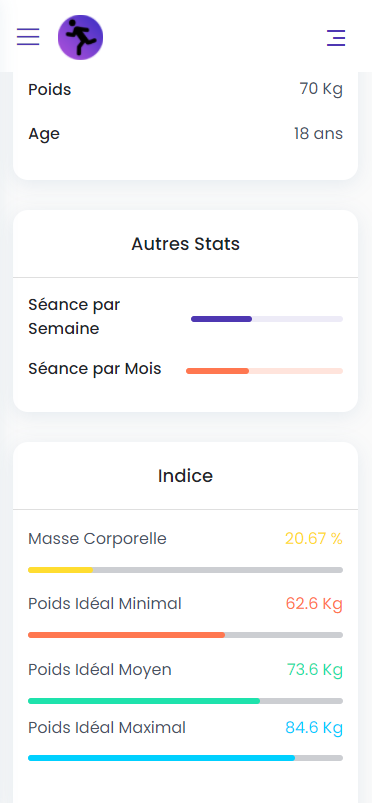 Poids 70 Kg
Age 18 ans
Autres Stats
Séance par
Semaine
Séance par Mois
Indice
Masse Corporelle 20.67 %
Poids Idéal Minimal 62.6 Kg
Poids Idéal Moyen 73.6 Kg
Poids Idéal Maximal 84.6 Kg